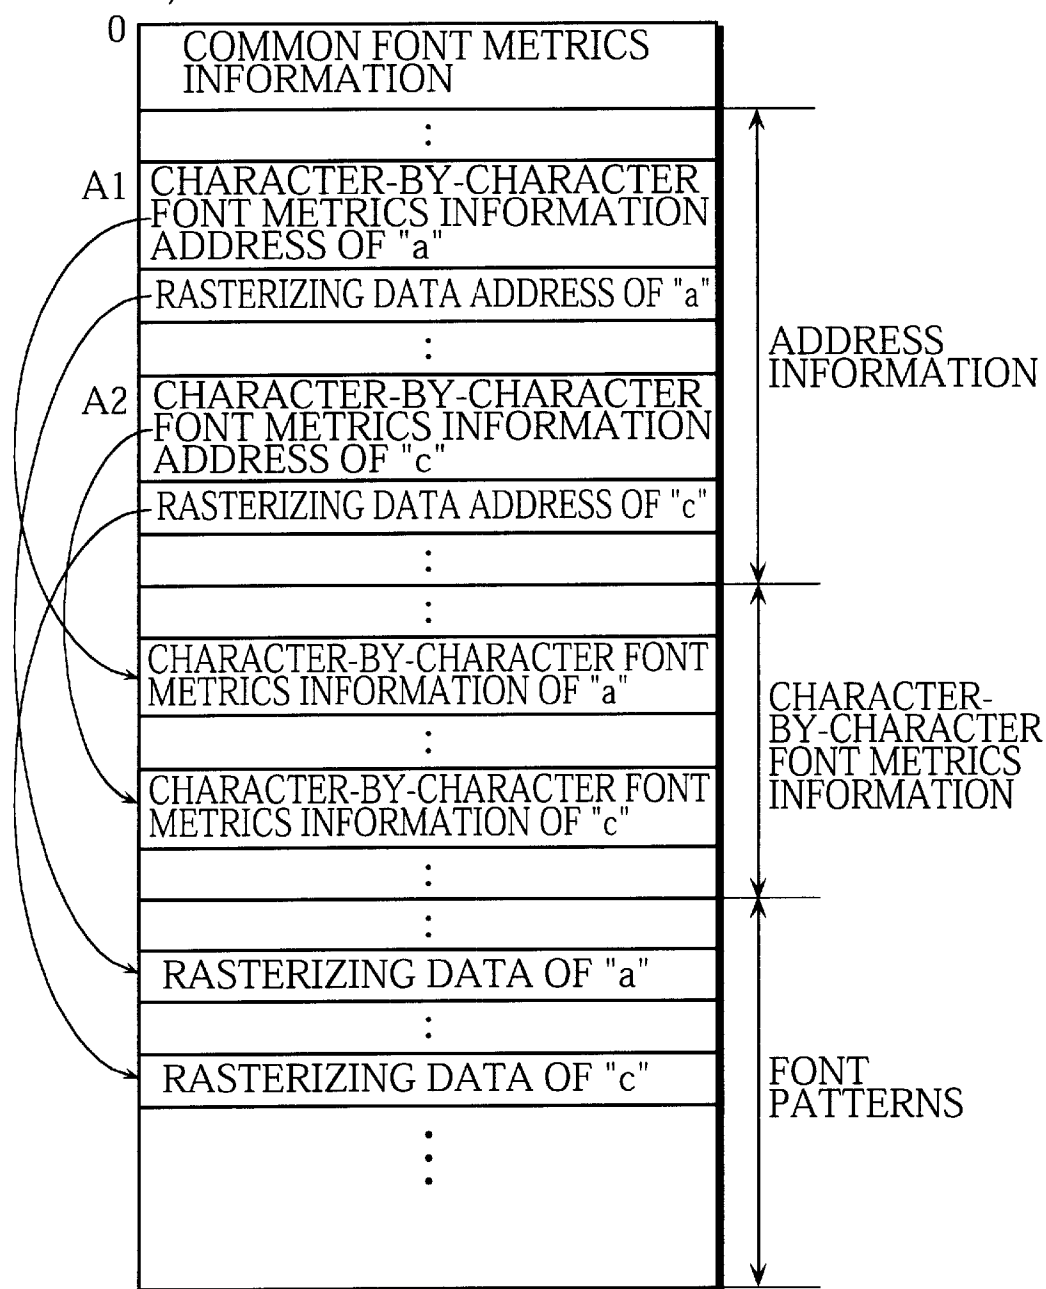 0
COMMON FONT METRICS
INFORMATION
:
A1
CHARACTER-BY-CHARACTER
FONT METRICS INFORMATION
ADDRESS OF "a"
RASTERIZING DATA ADDRESS OF "a"
:
A2
CHARACTER-BY-CHARACTER
FONT METRICS INFORMATION
ADDRESS OF "c"
RASTERIZING DATA ADDRESS OF "c"
:
ADDRESS
INFORMATION
:
CHARACTER-BY-CHARACTER FONT
METRICS INFORMATION OF "a"
:
CHARACTER-BY-CHARACTER FONT
METRICS INFORMATION OF "c"
:
CHARACTER-
BY-CHARACTER
FONT METRICS
INFORMATION
:
RASTERIZING DATA OF "a"
:
RASTERIZING DATA OF "c"
⋮
FONT
PATTERNS